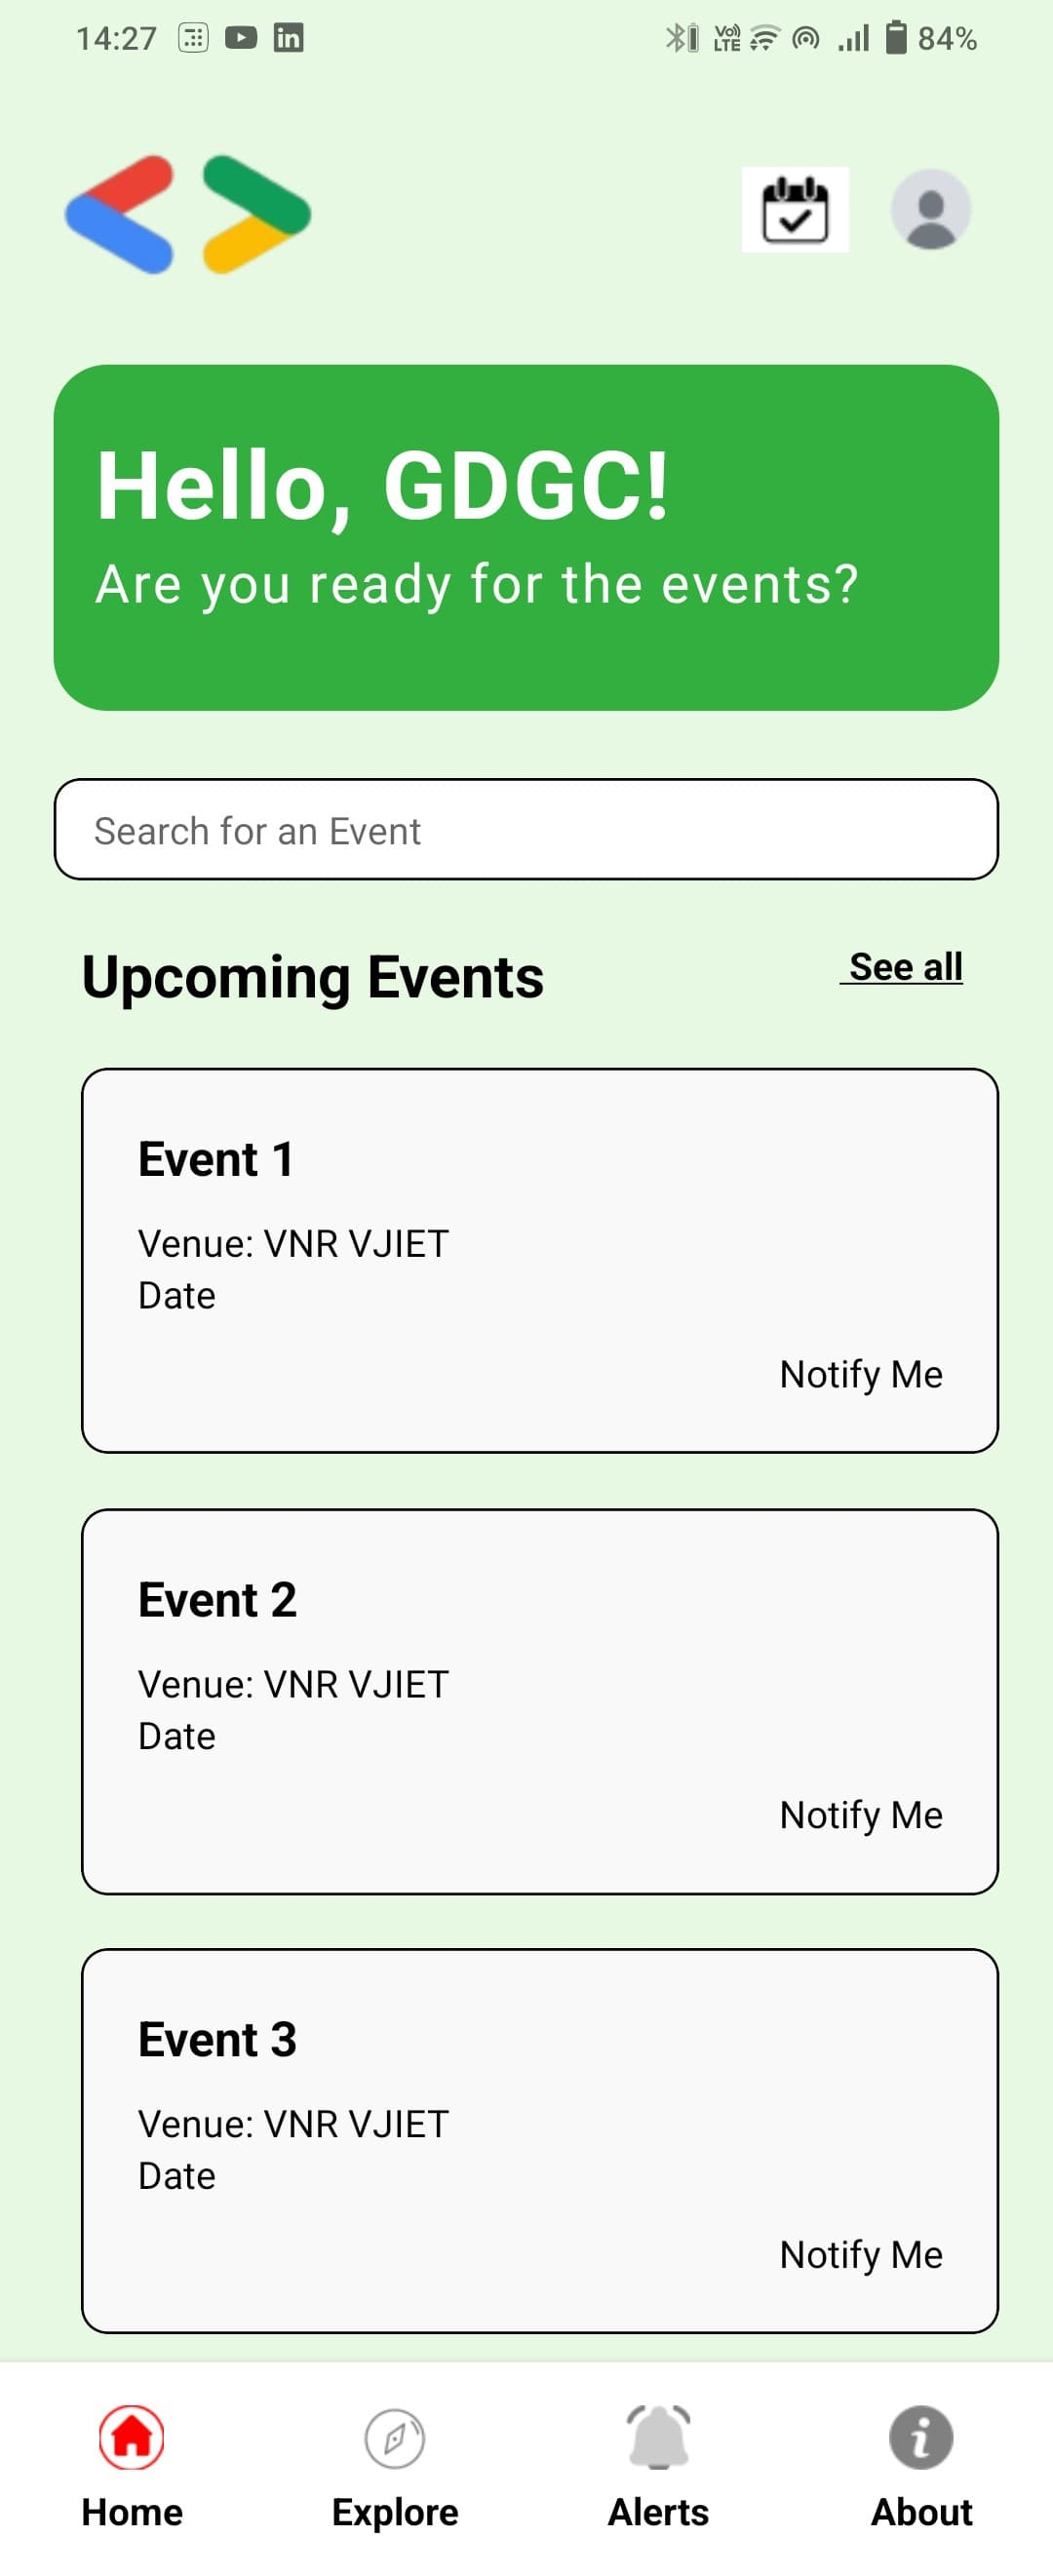 14:27
Vo) LTE
84%
Hello, GDGC!
Are you ready for the events?
Search for an Event
Upcoming Events
See all
Event 1
Venue: VNR VJIET
Date
Notify Me
Event 2
Venue: VNR VJIET
Date
Notify Me
Event 3
Venue: VNR VJIET
Date
Notify Me
Home Explore Alerts About